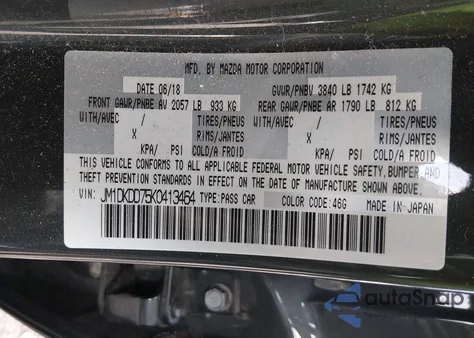 MFD. BY MAZDA MOTOR CORPORATION
DATE 06/18 GVWR/PNBV 3840 LB 1742 KG
FRONT GAWR/PNBE AV 2057 LB 933 KG REAR GAWR/PNBE AR 1790 LB 812 KG
WITH/AVEC / TIRES/PNEUS WITH/AVEC / TIRES/PNEUS
X RIMS/JANTES X RIMS/JANTES
KPA/ PSI COLD/A FROID KPA/ PSI COLD/A FROID
THIS VEHICLE CONFORMS TO ALL APPLICABLE FEDERAL MOTOR VEHICLE SAFETY, BUMPER, AND
THEFT PREVENTION STANDARDS IN EFFECT ON THE DATE OF MANUFACTURE SHOWN ABOVE.
VIN: JM1DKDD75K0413464 TYPE:PASS CAR COLOR CODE:46G MADE IN JAPAN
autoSnap